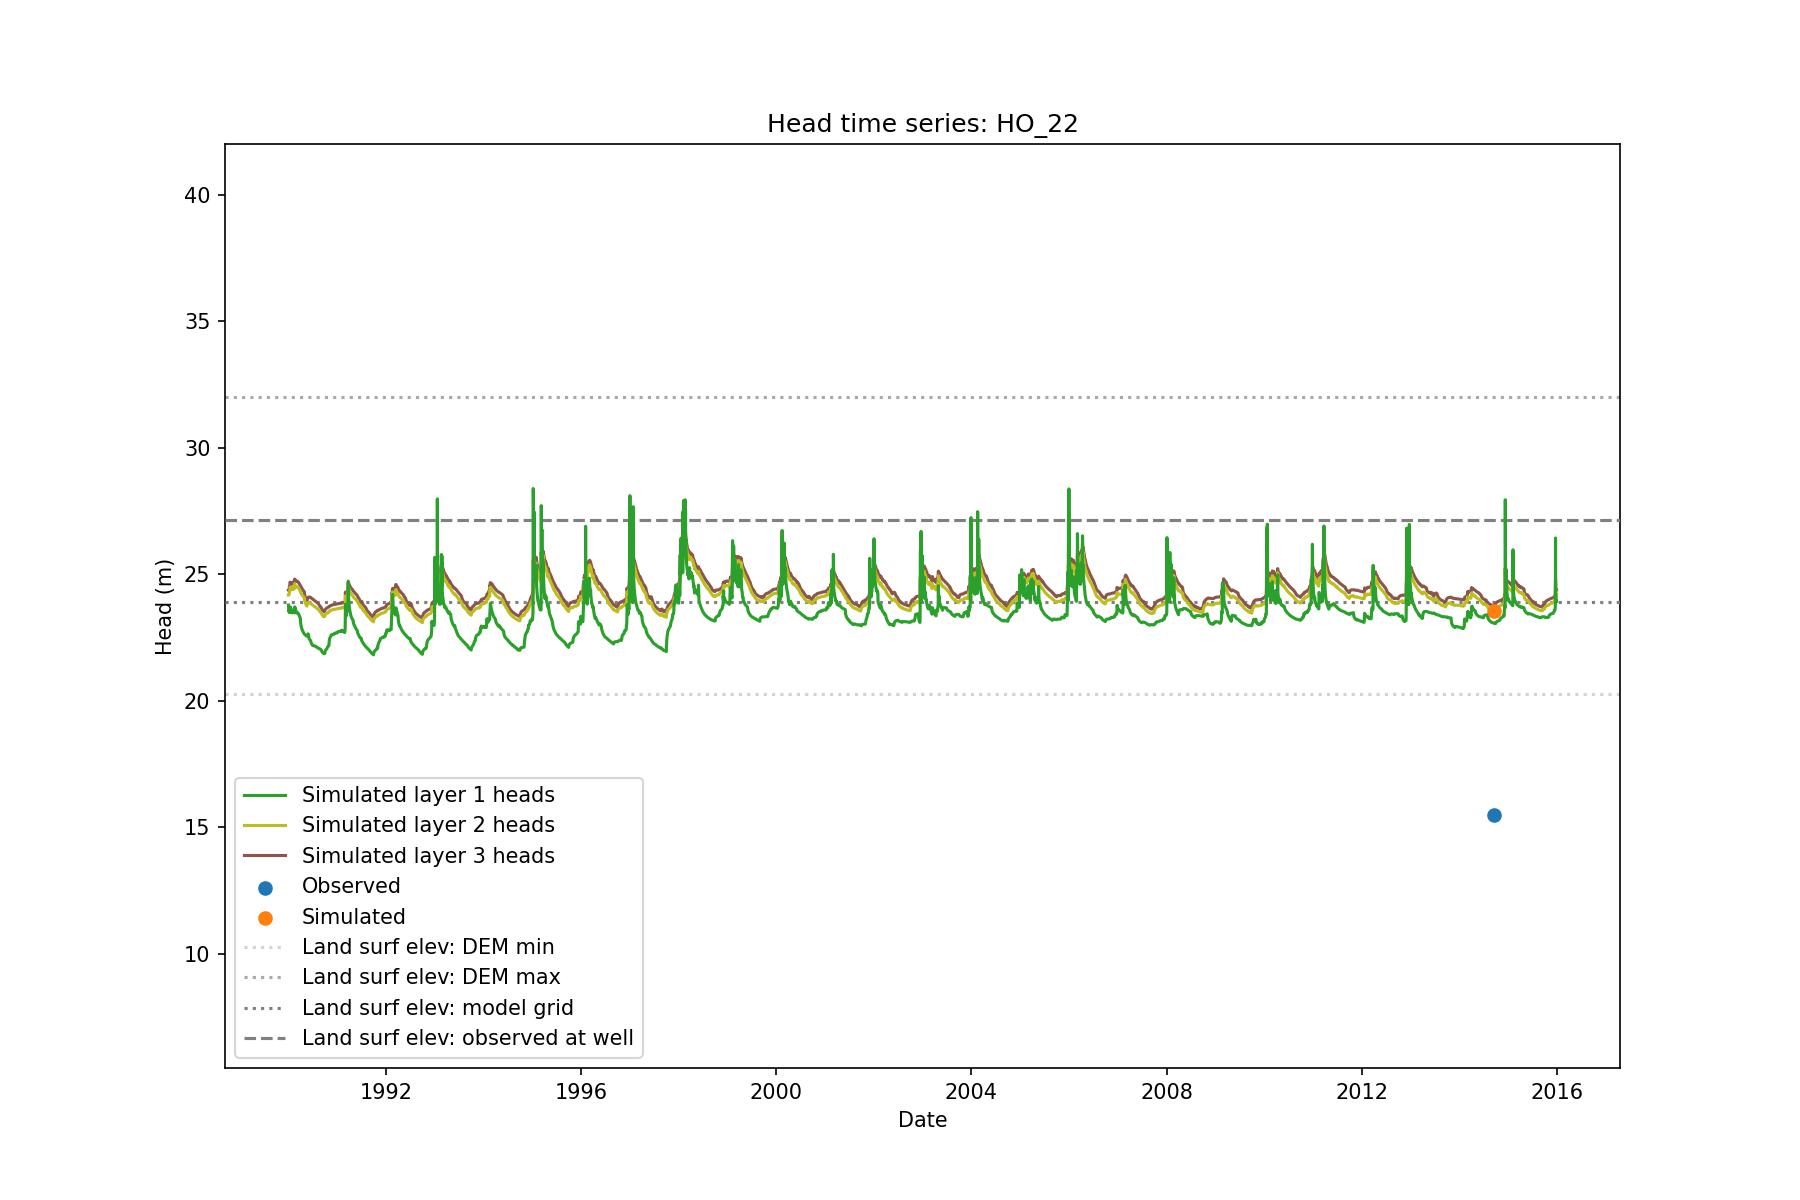 Head time series: HO_22
40
35
30
25
20
15
10
Head (m)
Simulated layer 1 heads
Simulated layer 2 heads
Simulated layer 3 heads
Observed
Simulated
Land surf elev: DEM min
Land surf elev: DEM max
Land surf elev: model grid
Land surf elev: observed at well
1992 1996 2000 2004 2008 2012 2016
Date